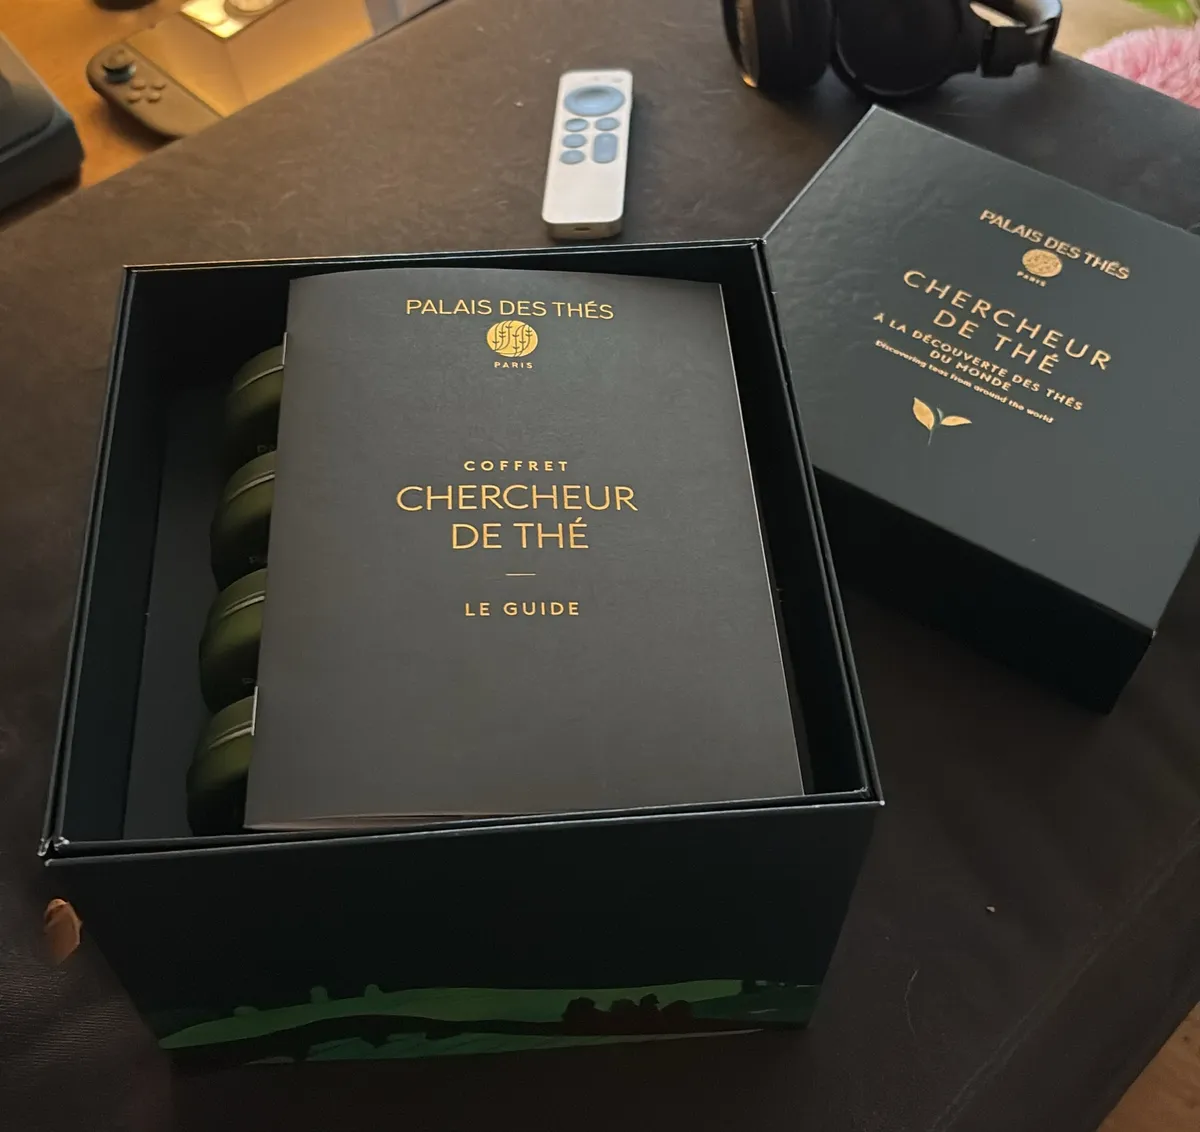 PALAIS DES THÉS
PARIS
COFFRET
CHERCHEUR
DE THÉ
LE GUIDE
PALAIS DES THÉS
PARIS
CHERCHEUR
DE THÉ
À LA DÉCOUVERTE DES THÉS
DU MONDE
Discovering teas from around the world